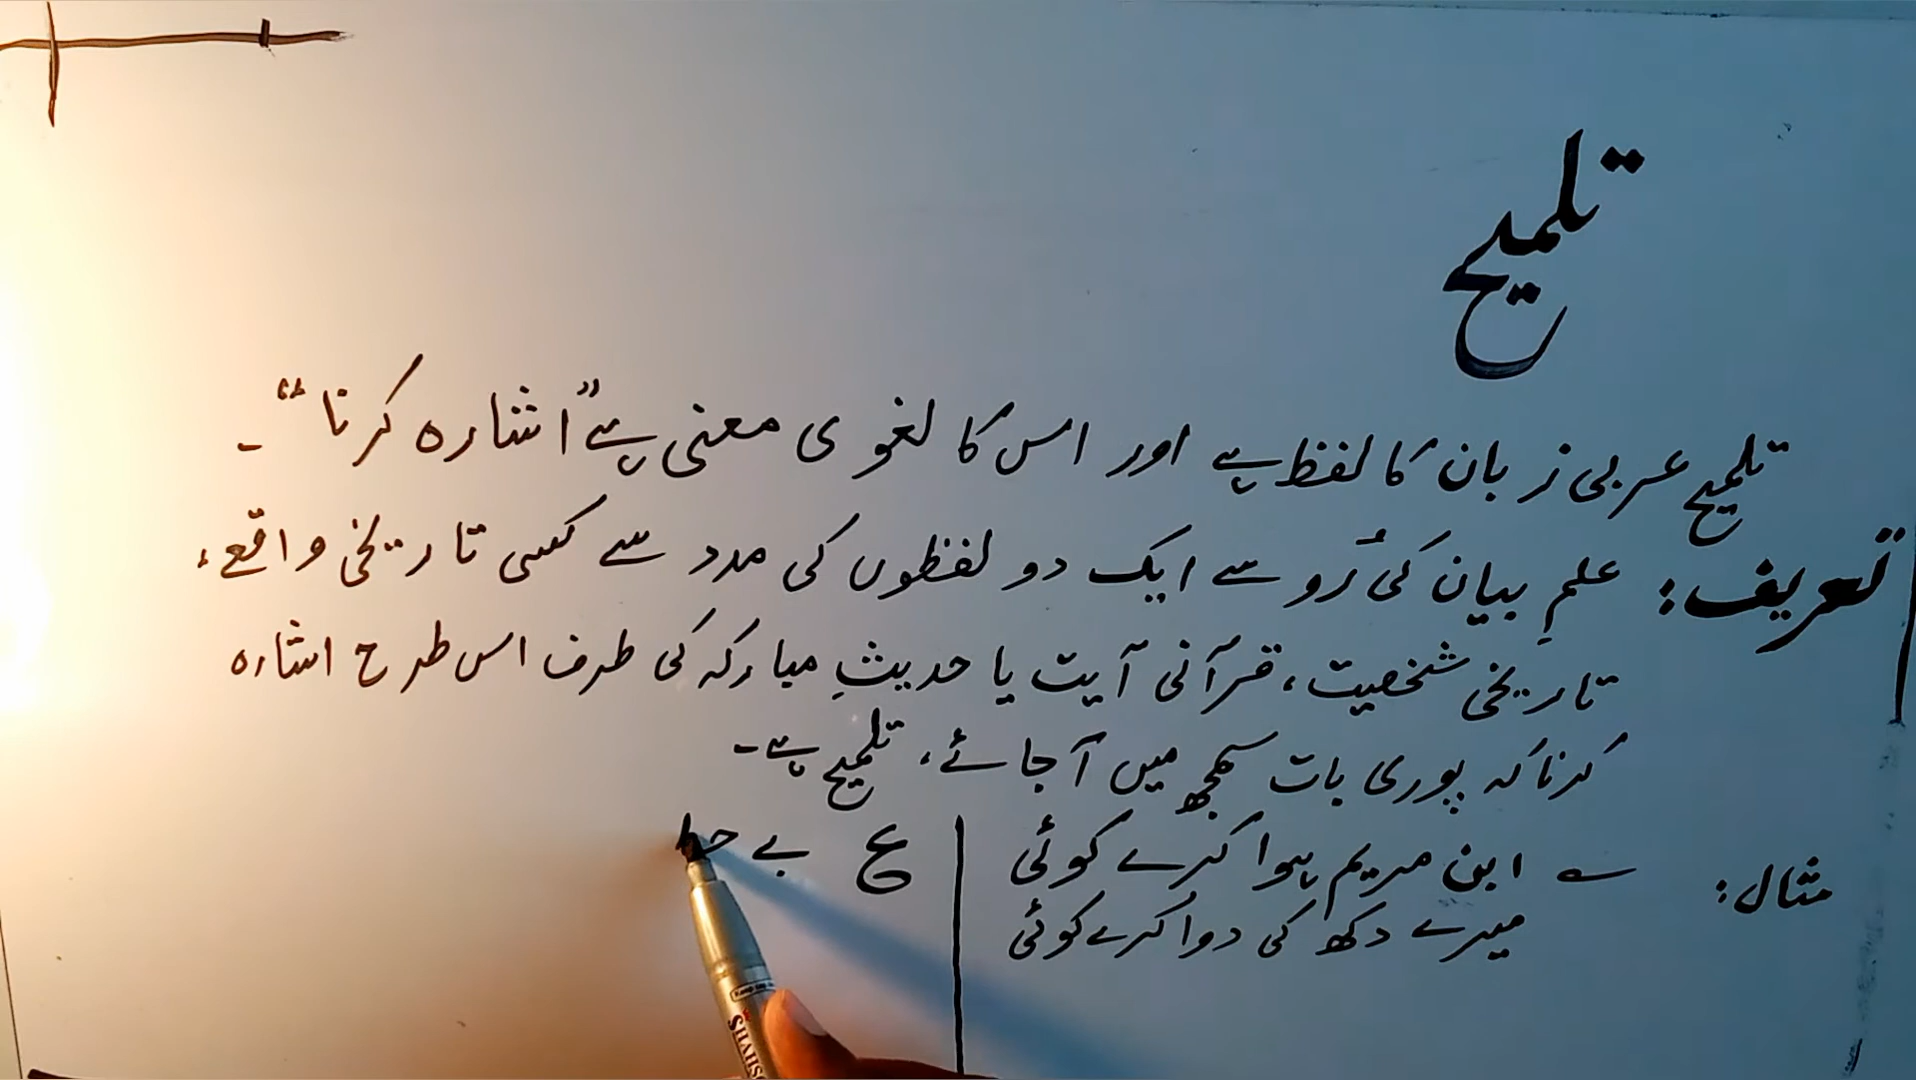 تلمیح
تلمیح عربی زبان کا لفظ ہے اور اس کا لغوی معنی ہے "اشارہ کرنا"۔
تعریف: علمِ بیان کی رُو سے ایک دو لفظوں کی مدد سے کسی تاریخی واقعے،
تاریخی شخصیت، قرآنی آیت یا حدیثِ مبارکہ کی طرف اس طرح اشارہ
کرنا کہ پوری بات سمجھ میں آجائے، تلمیح ہے۔
مثال: ؎ ابن مریم ہوا کرے کوئی
میرے دکھ کی دوا کرے کوئی
ع بے